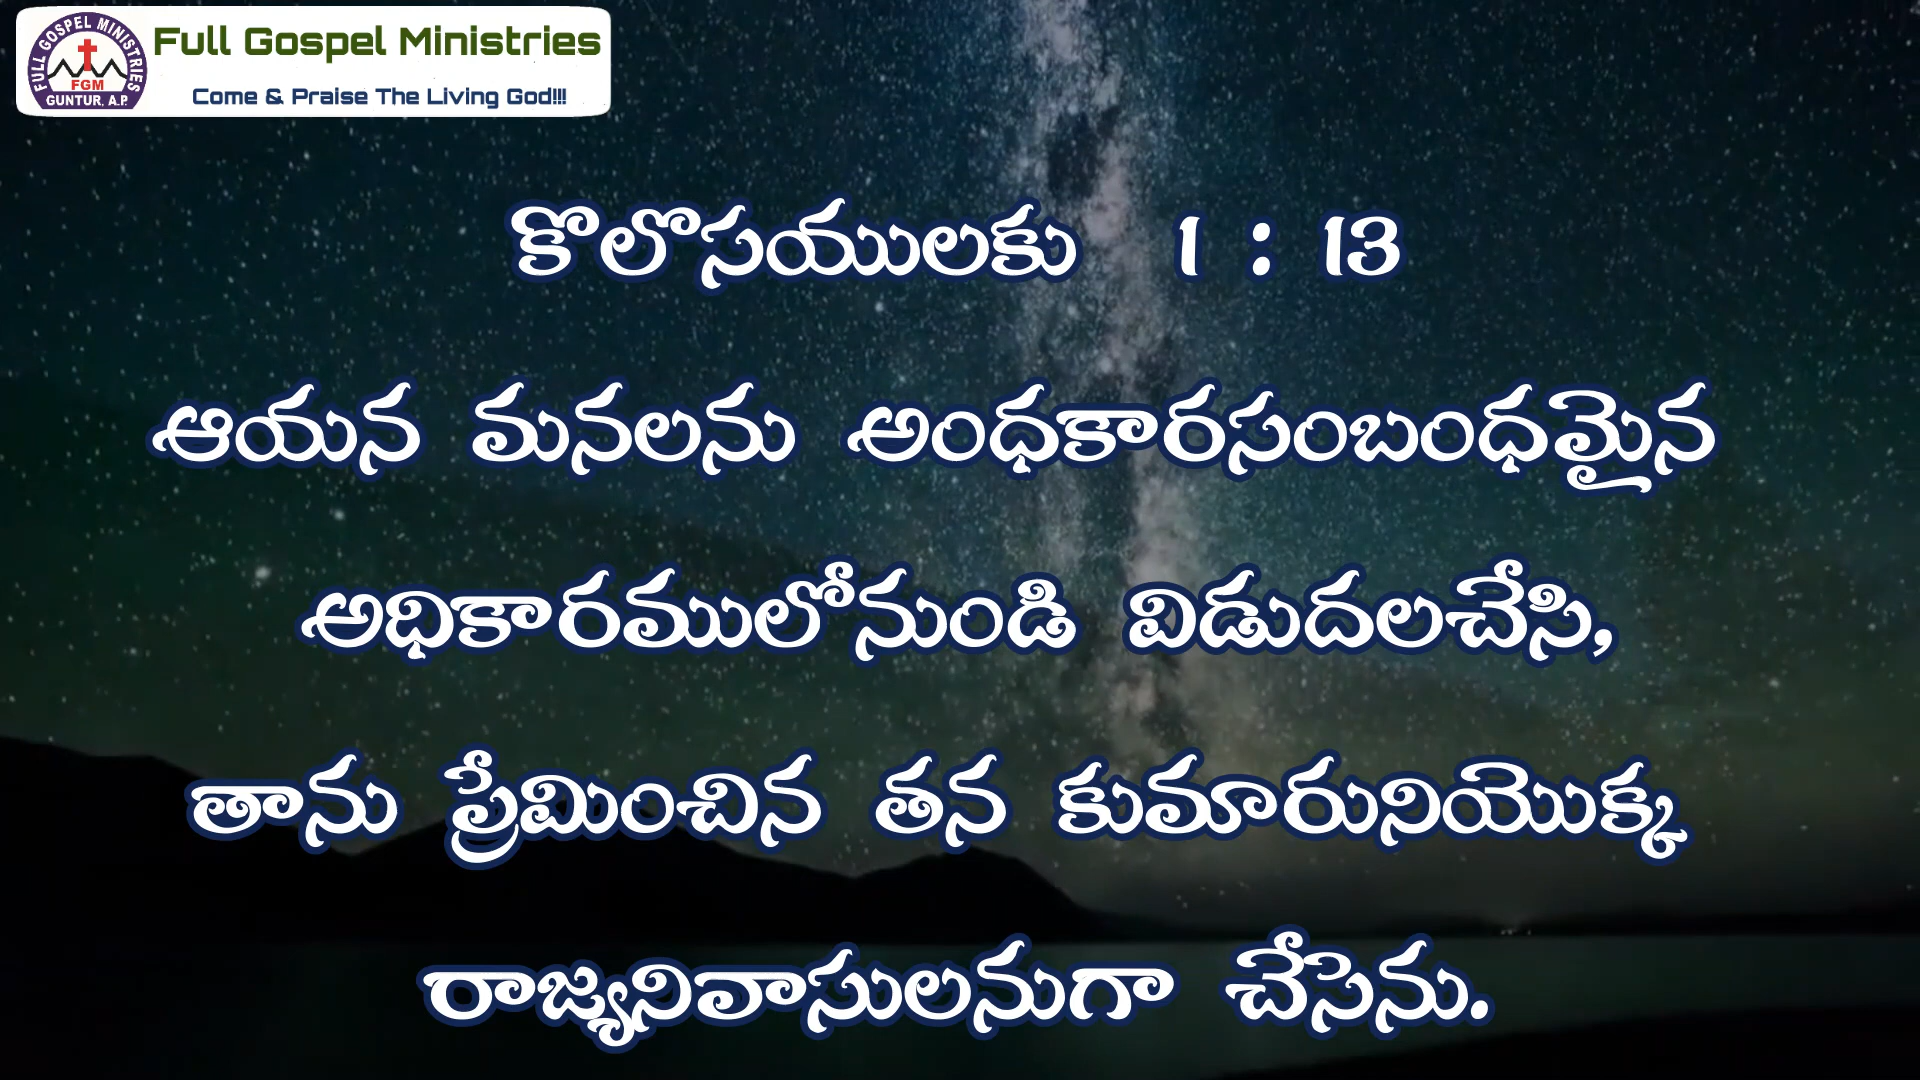 FULL GOSPEL MINISTRIES
FGM
GUNTUR, A.P.
Full Gospel Ministries
Come & Praise The Living God!!!
కొలొసయులకు 1 : 13
ఆయన మనలను అంధకారసంబంధమైన
అధికారములోనుండి విడుదలచేసి,
తాను ప్రేమించిన తన కుమారునియొక్క
రాజ్యనివాసులనుగా చేసెను.